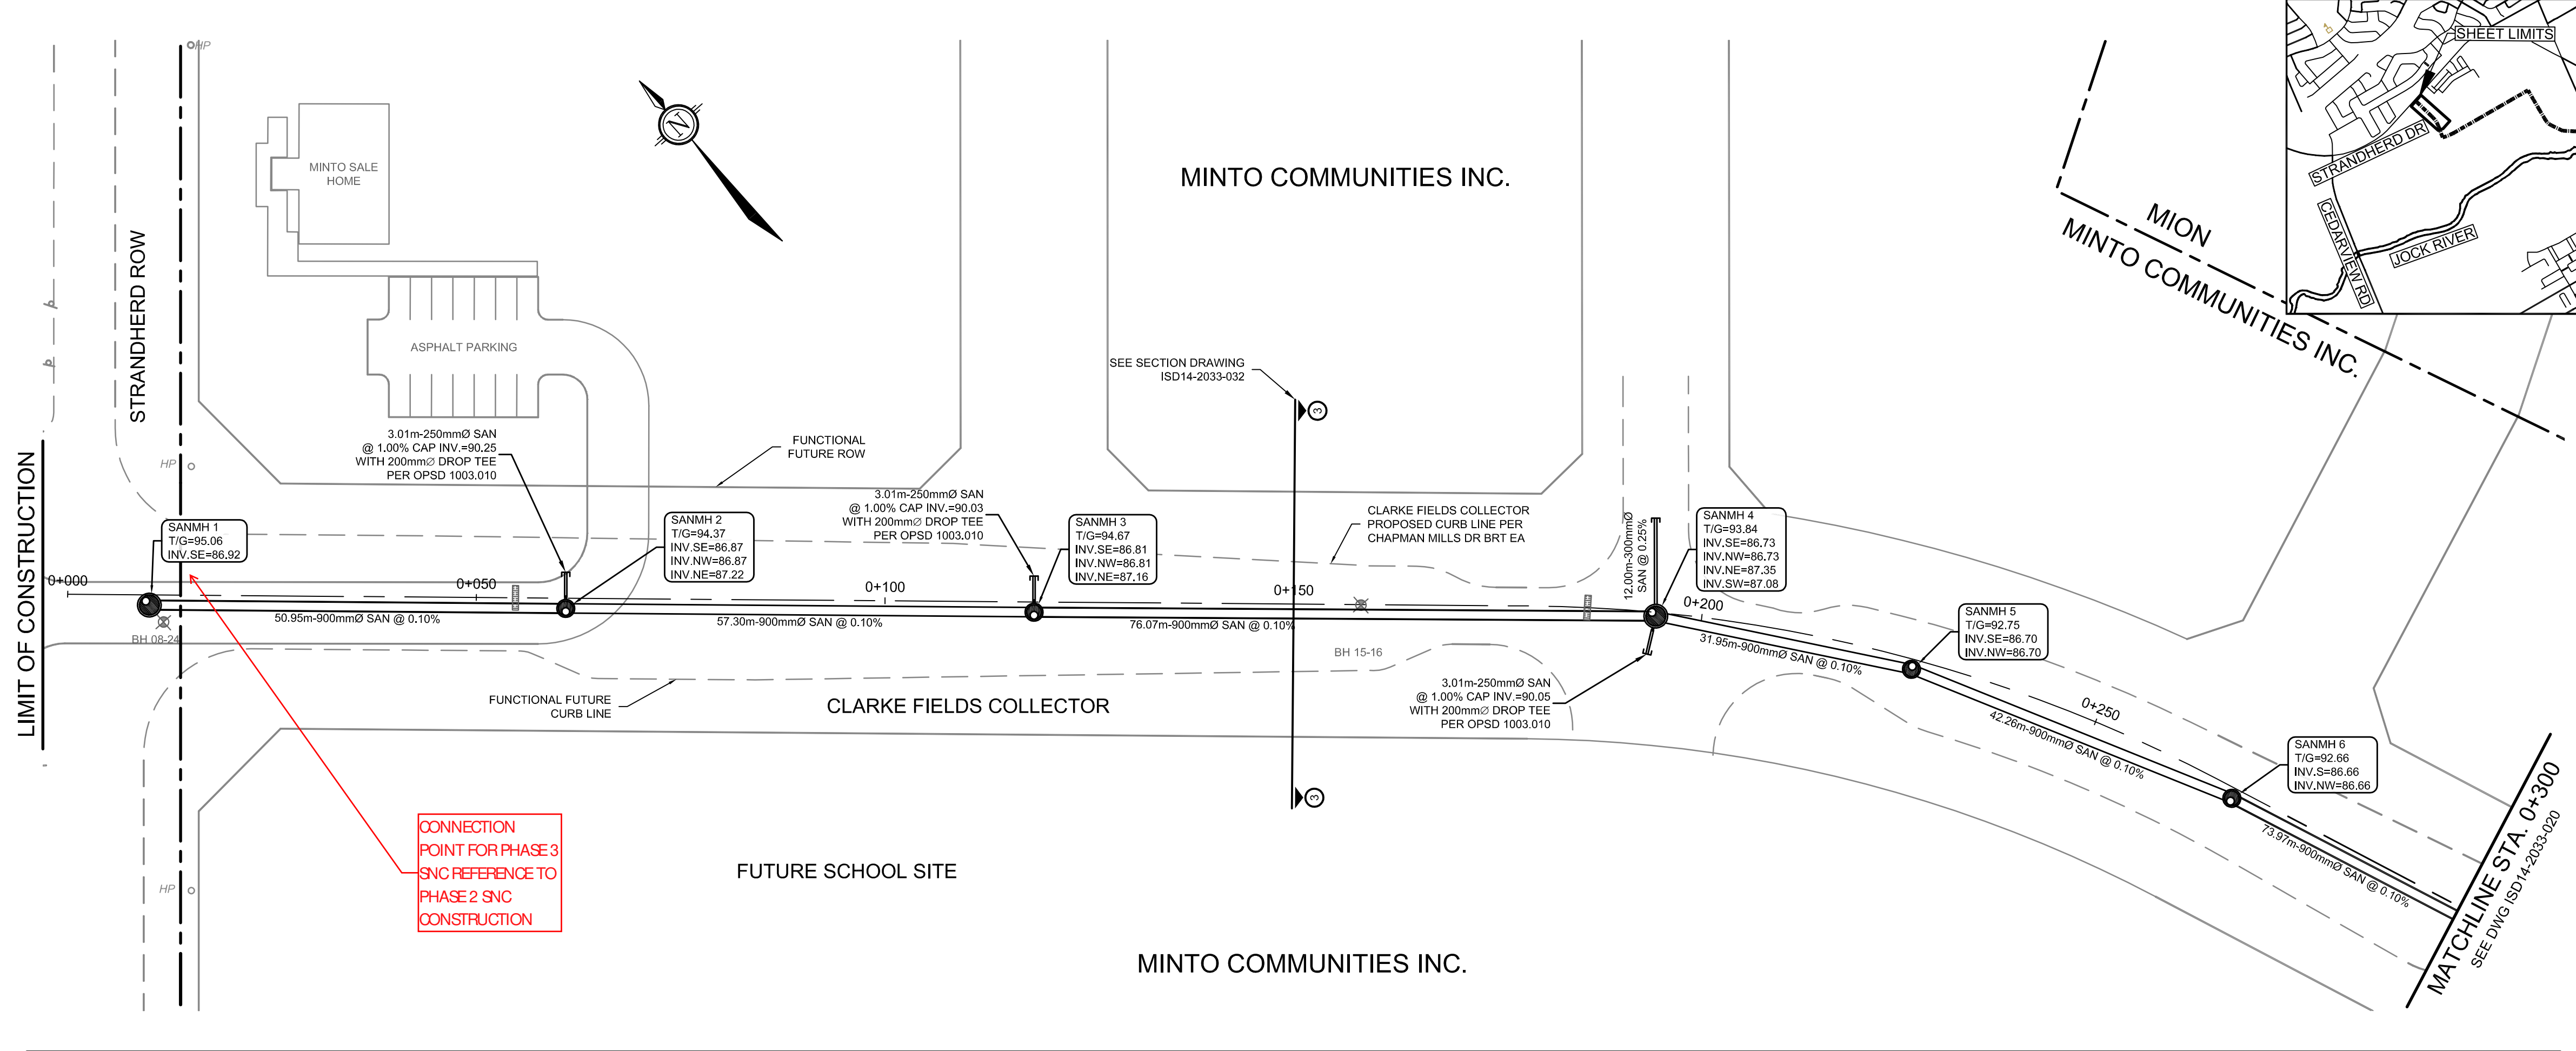 HP
SHEET LIMITS
STRANDHERD DR
CEDARVIEW RD
JOCK RIVER
N
MINTO SALE
HOME
MINTO COMMUNITIES INC.
MION
MINTO COMMUNITIES INC.
STRANDHERD ROW
ASPHALT PARKING
SEE SECTION DRAWING
ISD14-2033-032
3
3.01m-250mmØ SAN
@ 1.00% CAP INV.=90.25
WITH 200mmØ DROP TEE
PER OPSD 1003.010
FUNCTIONAL
FUTURE ROW
HP
LIMIT OF CONSTRUCTION
SANMH 1
T/G=95.06
INV.SE=86.92
SANMH 2
T/G=94.37
INV.SE=86.87
INV.NW=86.87
INV.NE=87.22
3.01m-250mmØ SAN
@ 1.00% CAP INV.=90.03
WITH 200mmØ DROP TEE
PER OPSD 1003.010
SANMH 3
T/G=94.67
INV.SE=86.81
INV.NW=86.81
INV.NE=87.16
CLARKE FIELDS COLLECTOR
PROPOSED CURB LINE PER
CHAPMAN MILLS DR BRT EA
12.00m-300mmØ
SAN @ 0.25%
SANMH 4
T/G=93.84
INV.SE=86.73
INV.NW=86.73
INV.NE=87.35
INV.SW=87.08
SANMH 5
T/G=92.75
INV.SE=86.70
INV.NW=86.70
SANMH 6
T/G=92.66
INV.S=86.66
INV.NW=86.66
0+000
0+050
0+100
0+150
0+200
0+250
50.95m-900mmØ SAN @ 0.10%
57.30m-900mmØ SAN @ 0.10%
76.07m-900mmØ SAN @ 0.10%
31.95m-900mmØ SAN @ 0.10%
42.26m-900mmØ SAN @ 0.10%
73.97m-900mmØ SAN @ 0.10%
BH 08-24
BH 15-16
3.01m-250mmØ SAN
@ 1.00% CAP INV.=90.05
WITH 200mmØ DROP TEE
PER OPSD 1003.010
FUNCTIONAL FUTURE
CURB LINE
CLARKE FIELDS COLLECTOR
3
CONNECTION
POINT FOR PHASE 3
SNC REFERENCE TO
PHASE 2 SNC
CONSTRUCTION
HP
FUTURE SCHOOL SITE
MINTO COMMUNITIES INC.
MATCHLINE STA. 0+300
SEE DWG ISD14-2033-020